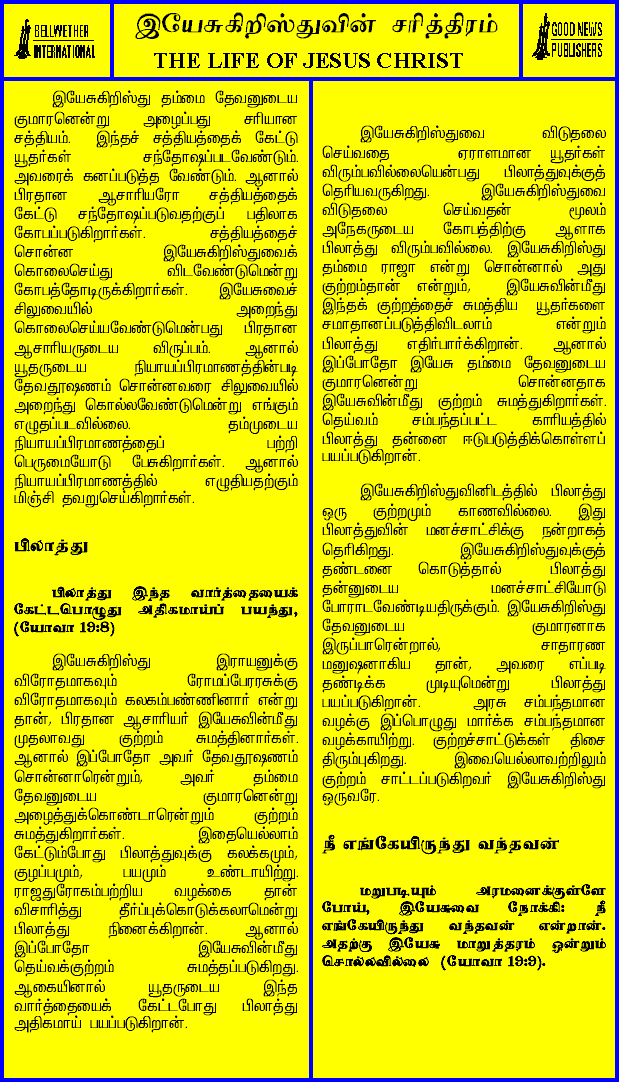 BELLWETHER
INTERNATIONAL
இயேசுகிறிஸ்துவின் சரித்திரம்
THE LIFE OF JESUS CHRIST
GOOD NEWS
PUBLISHERS
இயேசுகிறிஸ்து தம்மை தேவனுடைய
குமாரனென்று அழைப்பது சரியான
சத்தியம். இந்தச் சத்தியத்தைக் கேட்டு
யூதர்கள் சந்தோஷப்படவேண்டும்.
அவரைக் கனப்படுத்த வேண்டும். ஆனால்
பிரதான ஆசாரியரோ சத்தியத்தைக்
கேட்டு சந்தோஷப்படுவதற்குப் பதிலாக
கோபப்படுகிறார்கள். சத்தியத்தைச்
சொன்ன இயேசுகிறிஸ்துவைக்
கொலைசெய்து விடவேண்டுமென்று
கோபத்தோடிருக்கிறார்கள். இயேசுவைச்
சிலுவையில் அறைந்து
கொலைசெய்யவேண்டுமென்பது பிரதான
ஆசாரியருடைய விருப்பம். ஆனால்
யூதருடைய நியாயப்பிரமாணத்தின்படி
தேவதூஷணம் சொன்னவரை சிலுவையில்
அறைந்து கொல்லவேண்டுமென்று எங்கும்
எழுதப்படவில்லை. தம்முடைய
நியாயப்பிரமாணத்தைப் பற்றி
பெருமையோடு பேசுகிறார்கள். ஆனால்
நியாயப்பிரமாணத்தில் எழுதியதற்கும்
மிஞ்சி தவறுசெய்கிறார்கள்.
பிலாத்து
பிலாத்து இந்த வார்த்தையைக்
கேட்டபொழுது அதிகமாய்ப் பயந்து,
(யோவா 19:8)
இயேசுகிறிஸ்து இராயனுக்கு
விரோதமாகவும் ரோமப்பேரரசுக்கு
விரோதமாகவும் கலகம்பண்ணினார் என்று
தான், பிரதான ஆசாரியர் இயேசுவின்மீது
முதலாவது குற்றம் சுமத்தினார்கள்.
ஆனால் இப்போதோ அவர் தேவதூஷணம்
சொன்னாரென்றும், அவர் தம்மை
தேவனுடைய குமாரனென்று
அழைத்துக்கொண்டாரென்றும் குற்றம்
சுமத்துகிறார்கள். இதையெல்லாம்
கேட்டும்போது பிலாத்துவுக்கு கலக்கமும்,
குழப்பமும், பயமும் உண்டாயிற்று.
ராஜதுரோகம்பற்றிய வழக்கை தான்
விசாரித்து தீர்ப்புக்கொடுக்கலாமென்று
பிலாத்து நினைக்கிறான். ஆனால்
இப்போதோ இயேசுவின்மீது
தெய்வக்குற்றம் சுமத்தப்படுகிறது.
ஆகையினால் யூதருடைய இந்த
வார்த்தையைக் கேட்டபோது பிலாத்து
அதிகமாய் பயப்படுகிறான்.
இயேசுகிறிஸ்துவை விடுதலை
செய்வதை ஏராளமான யூதர்கள்
விரும்பவில்லையென்பது பிலாத்துவுக்குத்
தெரியவருகிறது. இயேசுகிறிஸ்துவை
விடுதலை செய்வதன் மூலம்
அநேகருடைய கோபத்திற்கு ஆளாக
பிலாத்து விரும்பவில்லை. இயேசுகிறிஸ்து
தம்மை ராஜா என்று சொன்னால் அது
குற்றம்தான் என்றும், இயேசுவின்மீது
இந்தக் குற்றத்தைச் சுமத்திய யூதர்களை
சமாதானப்படுத்திவிடலாம் என்றும்
பிலாத்து எதிர்பார்க்கிறான். ஆனால்
இப்போதோ இயேசு தம்மை தேவனுடைய
குமாரனென்று சொன்னதாக
இயேசுவின்மீது குற்றம் சுமத்துகிறார்கள்.
தெய்வம் சம்பந்தப்பட்ட காரியத்தில்
பிலாத்து தன்னை ஈடுபடுத்திக்கொள்ளப்
பயப்படுகிறான்.
இயேசுகிறிஸ்துவினிடத்தில் பிலாத்து
ஒரு குற்றமும் காணவில்லை. இது
பிலாத்துவின் மனச்சாட்சிக்கு நன்றாகத்
தெரிகிறது. இயேசுகிறிஸ்துவுக்குத்
தண்டனை கொடுத்தால் பிலாத்து
தன்னுடைய மனச்சாட்சியோடு
போராடவேண்டியதிருக்கும். இயேசுகிறிஸ்து
தேவனுடைய குமாரனாக
இருப்பாரென்றால், சாதாரண
மனுஷனாகிய தான், அவரை எப்படி
தண்டிக்க முடியுமென்று பிலாத்து
பயப்படுகிறான். அரசு சம்பந்தமான
வழக்கு இப்பொழுது மார்க்க சம்பந்தமான
வழக்காயிற்று. குற்றச்சாட்டுக்கள் திசை
திரும்புகிறது. இவையெல்லாவற்றிலும்
குற்றம் சாட்டப்படுகிறவர் இயேசுகிறிஸ்து
ஒருவரே.
நீ எங்கேயிருந்து வந்தவன்
மறுபடியும் அரமனைக்குள்ளே
போய், இயேசுவை நோக்கி: நீ
எங்கேயிருந்து வந்தவன் என்றான்.
அதற்கு இயேசு மாறுத்தரம் ஒன்றும்
சொல்லவில்லை (யோவா 19:9).